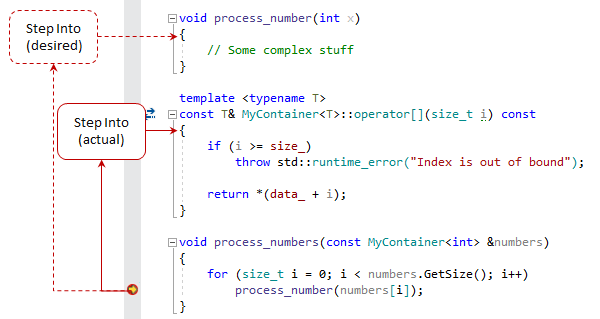 Step Into
(desired)
void process_number(int x)
{
// Some complex stuff
}
template <typename T>
const T& MyContainer<T>::operator[](size_t i) const
Step Into
(actual)
{
if (i >= size_)
throw std::runtime_error("Index is out of bound");
return *(data_ + i);
}
void process_numbers(const MyContainer<int> &numbers)
{
for (size_t i = 0; i < numbers.GetSize(); i++)
process_number(numbers[i]);
}